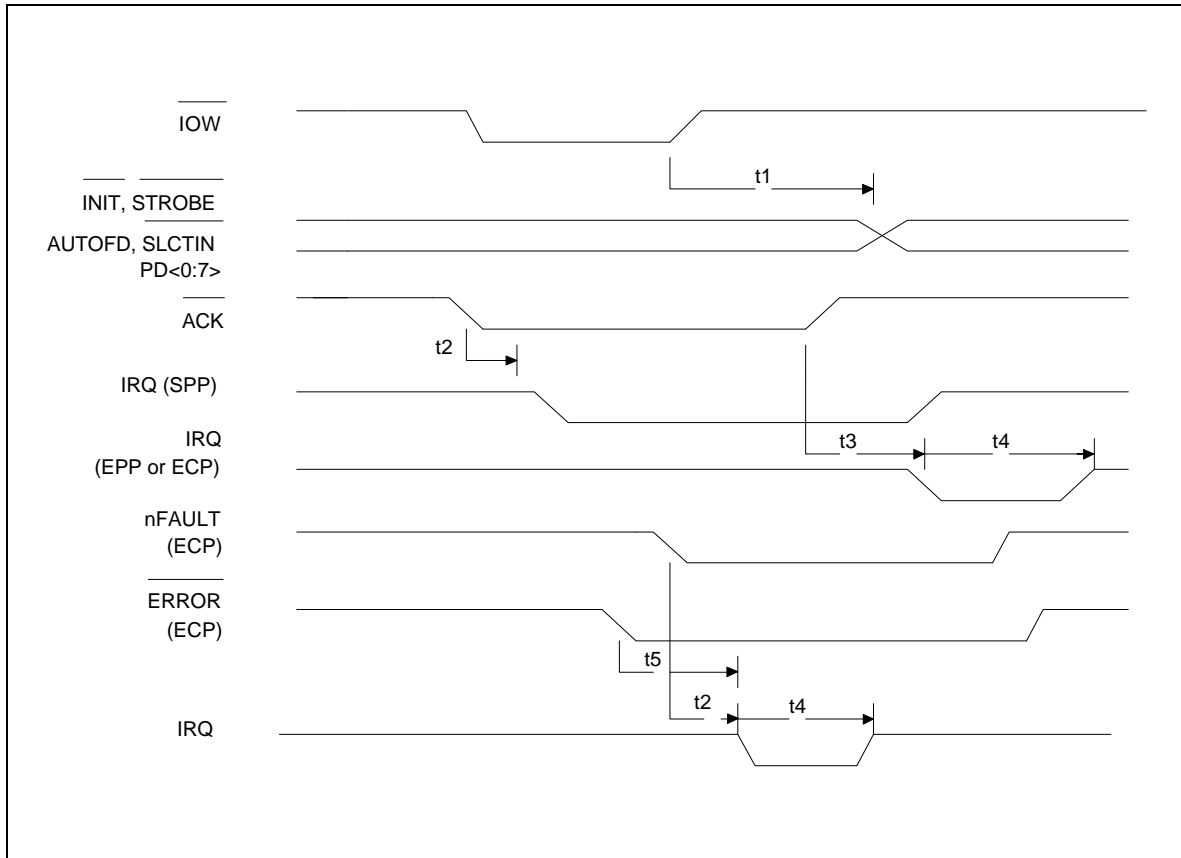 IOW
t1
INIT, STROBE
AUTOFD, SLCTIN
PD<0:7>
ACK
t2
IRQ (SPP)
IRQ
(EPP or ECP)
t3
t4
nFAULT
(ECP)
ERROR
(ECP)
t5
t2
t4
IRQ